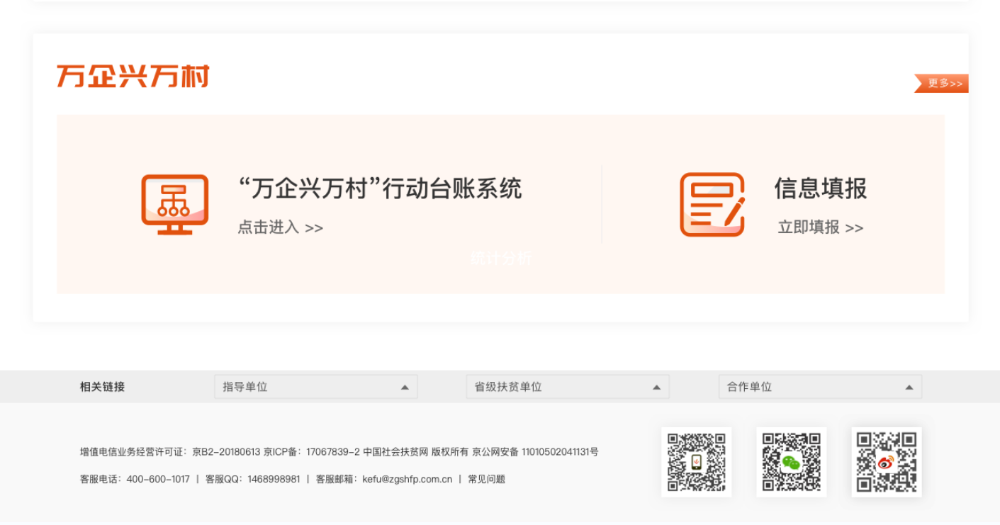 万企兴万村
更多>>
“万企兴万村”行动台账系统
点击进入 >>
信息填报
立即填报 >>
统计分析
相关链接
指导单位
省级扶贫单位
合作单位
增值电信业务经营许可证：京B2-20180613 京ICP备：17067839-2 中国社会扶贫网 版权所有 京公网安备 11010502041131号
客服电话：400-600-1017 | 客服QQ：1468998981 | 客服邮箱：kefu@zgshfp.com.cn | 常见问题